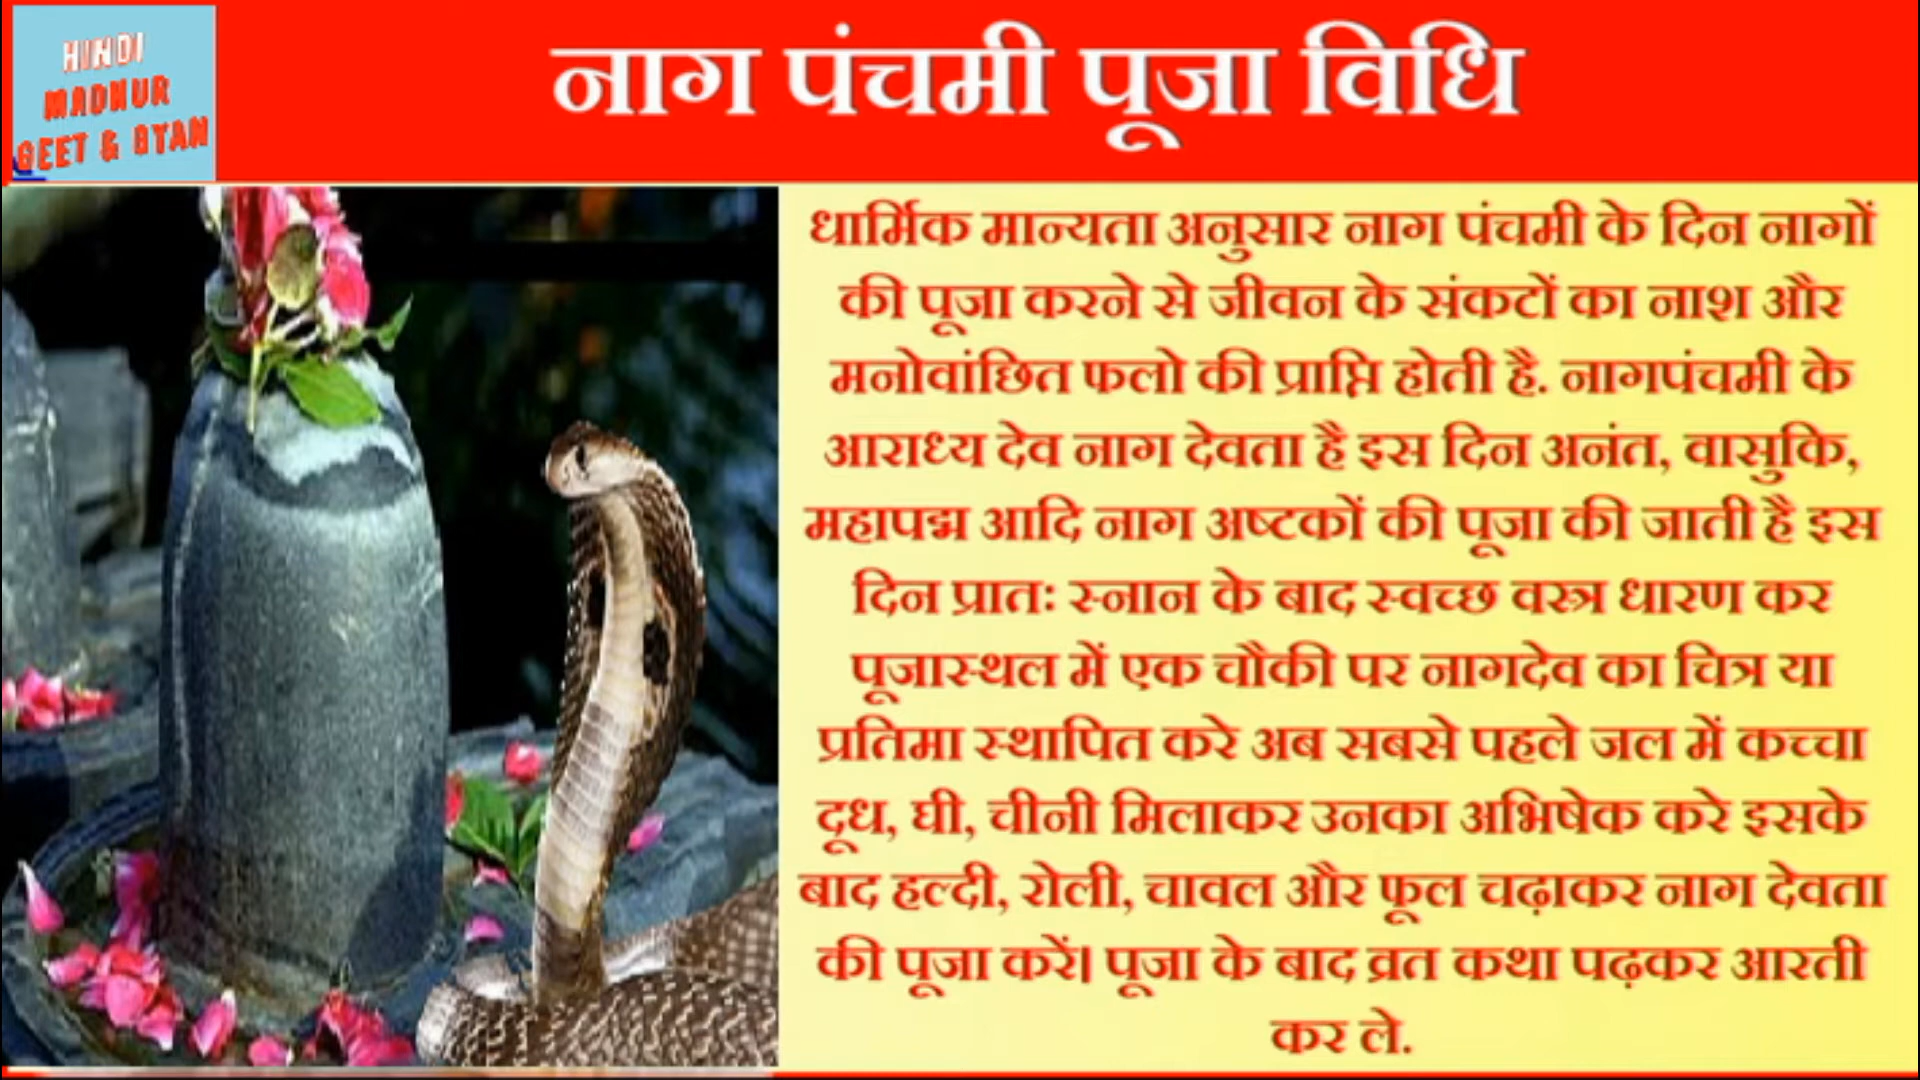 HINDI
MADHUR
GEET & GYAN
नाग पंचमी पूजा विधि
धार्मिक मान्यता अनुसार नाग पंचमी के दिन नागों
की पूजा करने से जीवन के संकटों का नाश और
मनोवांछित फलो की प्राप्ति होती है. नागपंचमी के
आराध्य देव नाग देवता है इस दिन अनंत, वासुकि,
महापद्म आदि नाग अष्टकों की पूजा की जाती है इस
दिन प्रातः स्नान के बाद स्वच्छ वस्त्र धारण कर
पूजास्थल में एक चौकी पर नागदेव का चित्र या
प्रतिमा स्थापित करे अब सबसे पहले जल में कच्चा
दूध, घी, चीनी मिलाकर उनका अभिषेक करे इसके
बाद हल्दी, रोली, चावल और फूल चढ़ाकर नाग देवता
की पूजा करें| पूजा के बाद व्रत कथा पढ़कर आरती
कर ले.